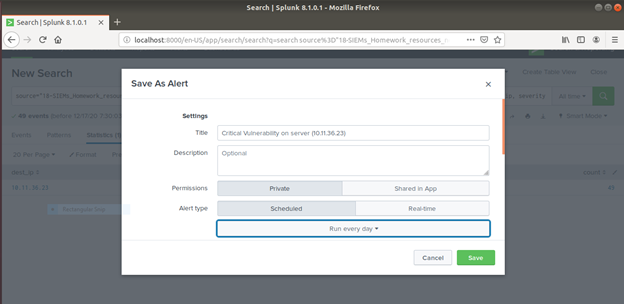 Search | Splunk 8.1.0.1 - Mozilla Firefox
Search | Splunk 8.1.0.1
localhost:8000/en-US/app/search/search?q=search source%3D"18-SIEMs_Homework_resources_
New Search
Create Table View Close
source="18-SIEMs_Homework_resou
severity
All time
49 events (before 12/17/20 7:30:
Smart Mode
Events Patterns Statistics
20 Per Page Format
dest_ip
count
10.11.36.23
49
Save As Alert
Settings
Title Critical Vulnerability on server (10.11.36.23)
Description Optional
Permissions Private Shared in App
Alert type Scheduled Real-time
Run every day
Cancel Save